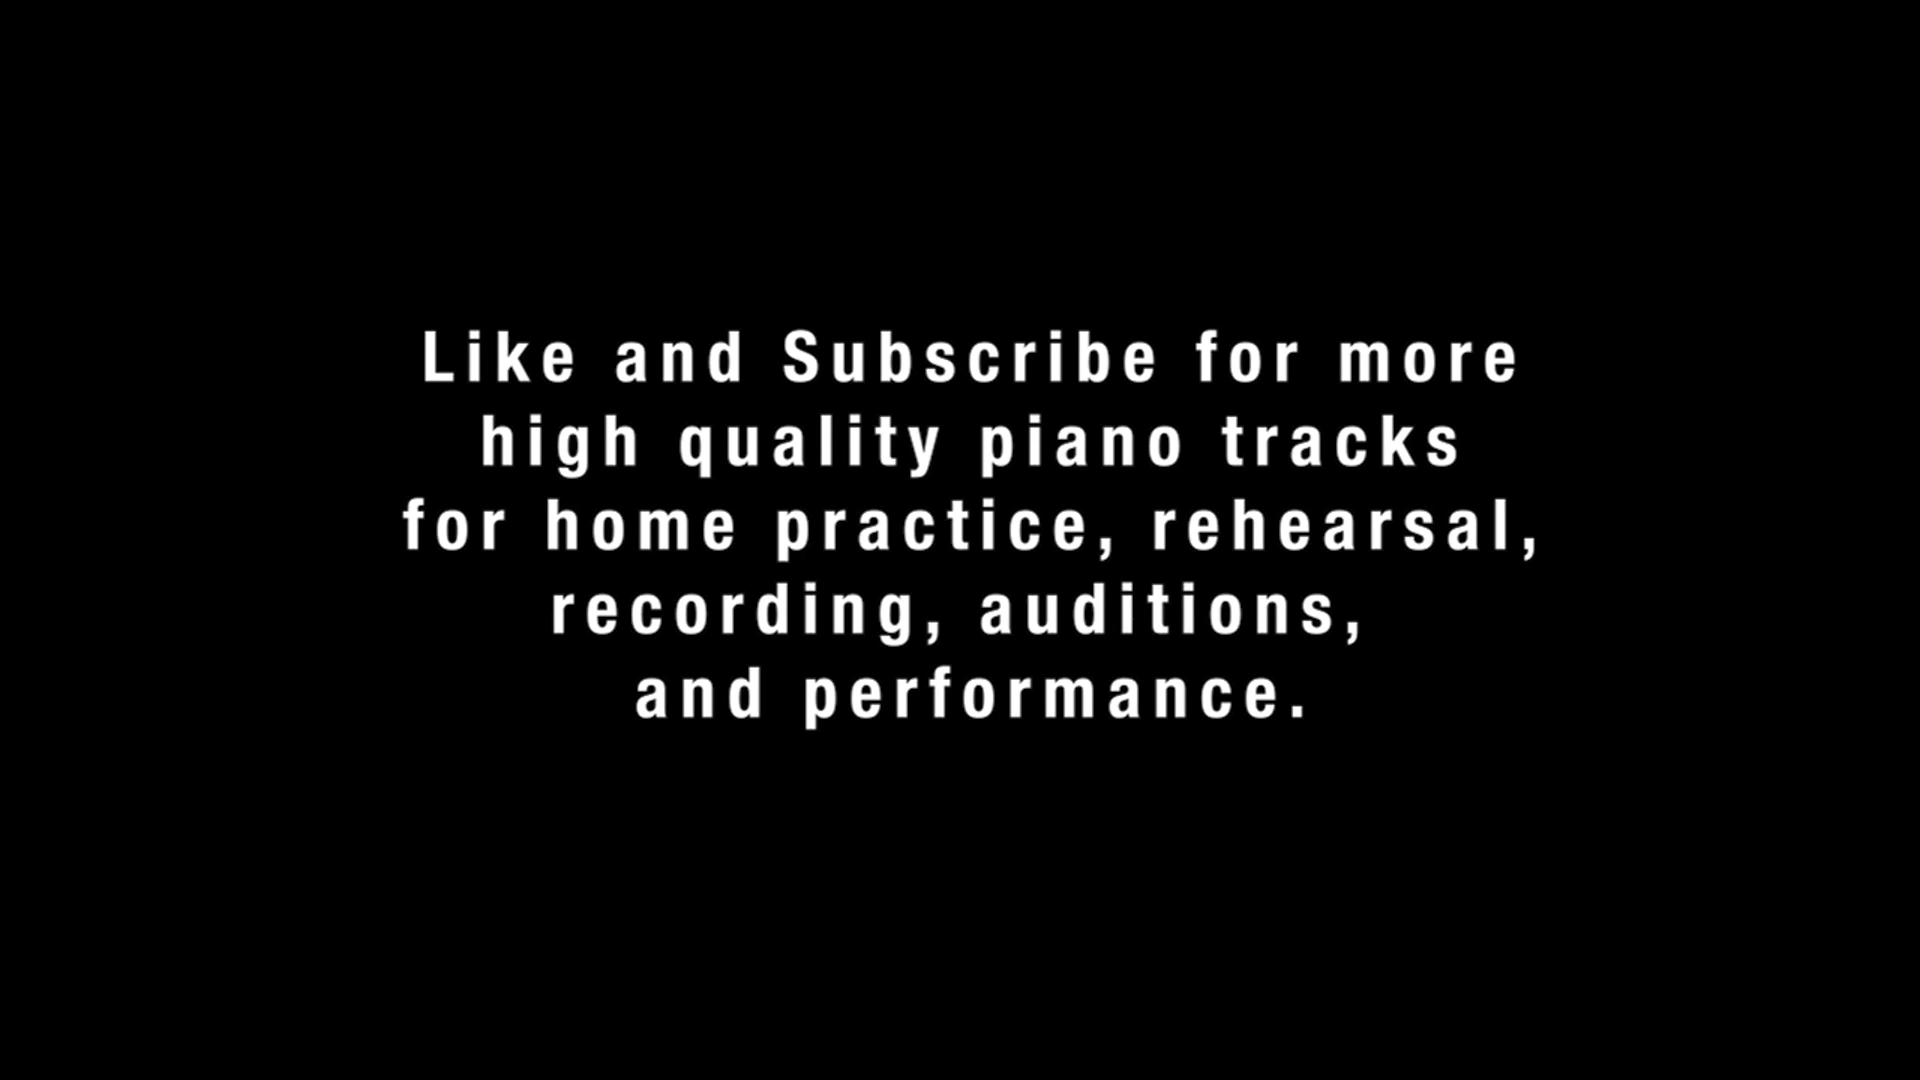 Like and Subscribe for more
high quality piano tracks
for home practice, rehearsal,
recording, auditions,
and performance.